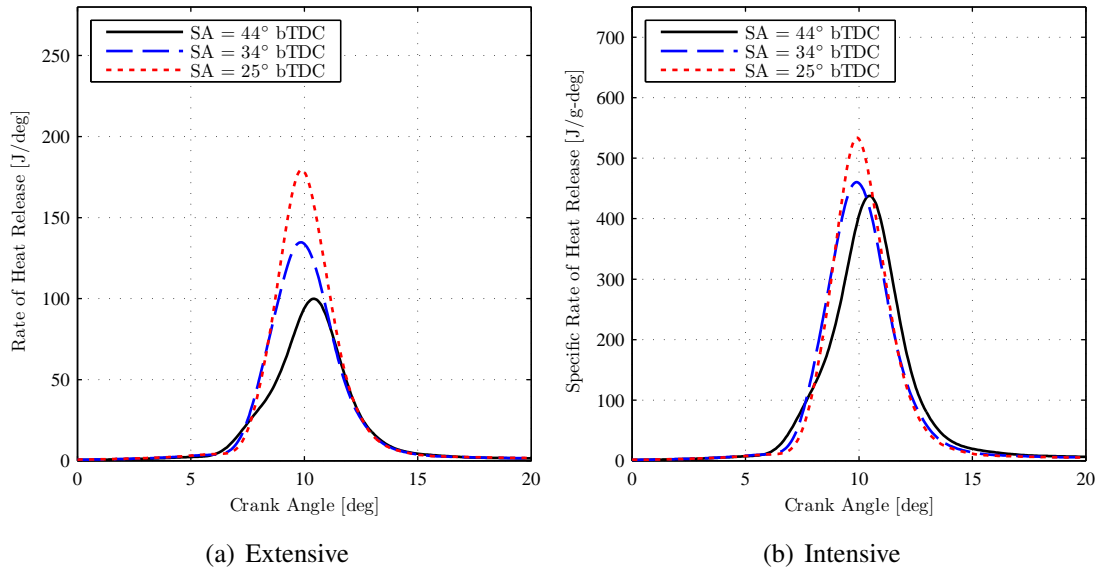 SA = 44° bTDC
SA = 34° bTDC
SA = 25° bTDC
250
200
150
100
50
0
Rate of Heat Release [J/deg]
0 5 10 15 20
Crank Angle [deg]
(a) Extensive
SA = 44° bTDC
SA = 34° bTDC
SA = 25° bTDC
700
600
500
400
300
200
100
0
Specific Rate of Heat Release [J/g-deg]
0 5 10 15 20
Crank Angle [deg]
(b) Intensive